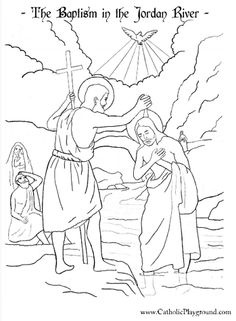 - The Baptism in the Jordan River -
www.CatholicPlayground.com